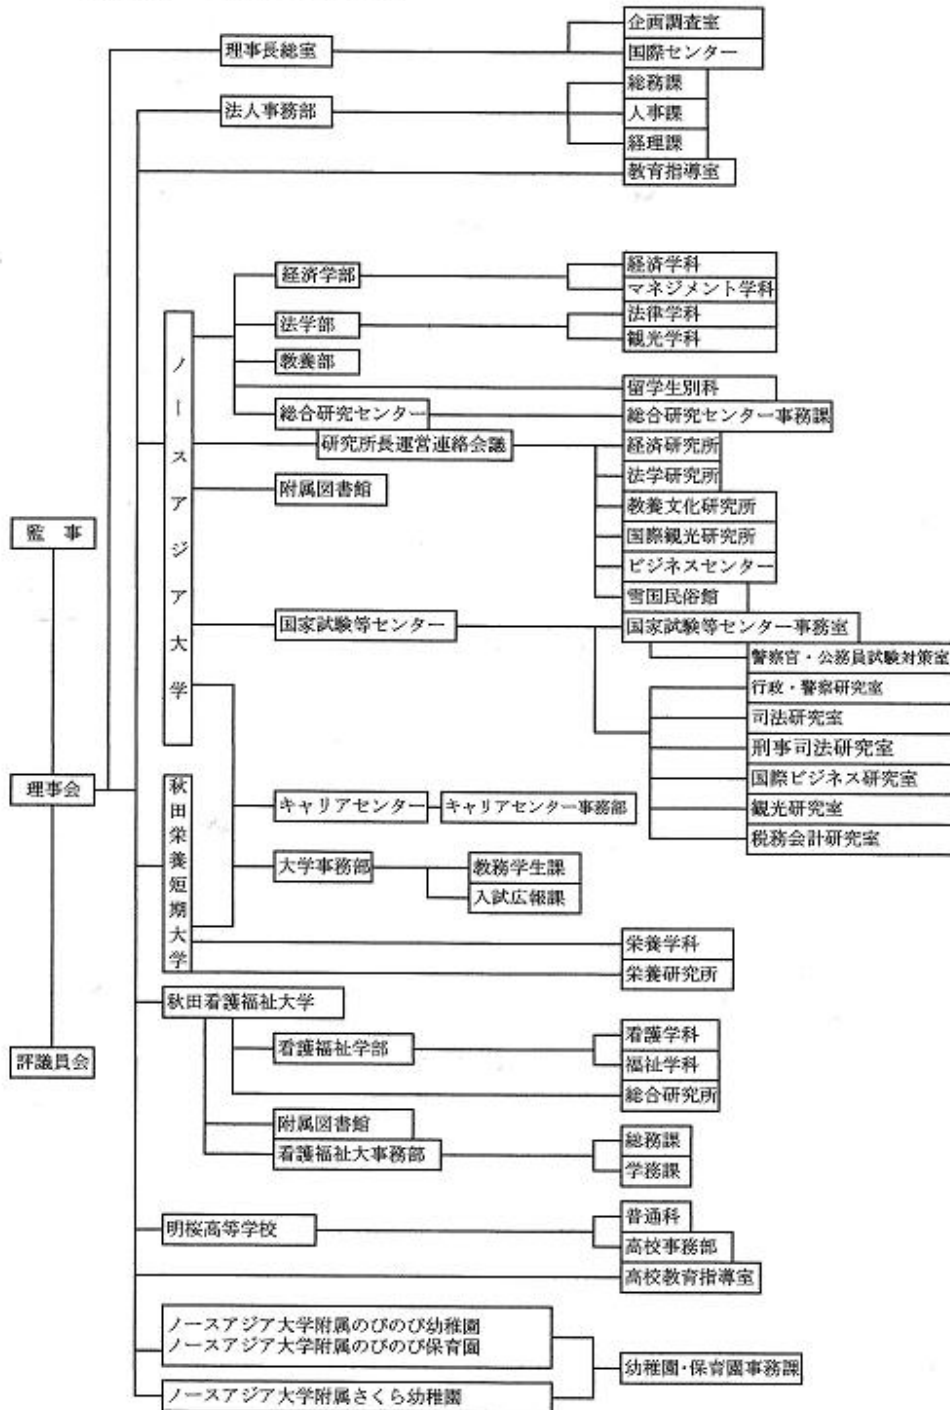 企画調査室
理事長総室
国際センター
総務課
法人事務部
人事課
経理課
教育指導室
経済学部
経済学科
マネジメント学科
法学部
法律学科
観光学科
教養部
留学生別科
総合研究センター
総合研究センター事務課
研究所長運営連絡会議
経済研究所
法学研究所
附属図書館
教養文化研究所
国際観光研究所
ビジネスセンター
雪国民俗館
ノースアジア大学
監事
国家試験等センター
国家試験等センター事務室
警察官・公務員試験対策室
行政・警察研究室
司法研究室
刑事司法研究室
国際ビジネス研究室
観光研究室
税務会計研究室
理事会
秋田栄養短期大学
キャリアセンター
キャリアセンター事務部
大学事務部
教務学生課
入試広報課
栄養学科
栄養研究所
秋田看護福祉大学
評議員会
看護福祉学部
看護学科
福祉学科
総合研究所
附属図書館
看護福祉大事務部
総務課
学務課
明桜高等学校
普通科
高校事務部
高校教育指導室
ノースアジア大学附属のびのび幼稚園
ノースアジア大学附属のびのび保育園
幼稚園・保育園事務課
ノースアジア大学附属さくら幼稚園